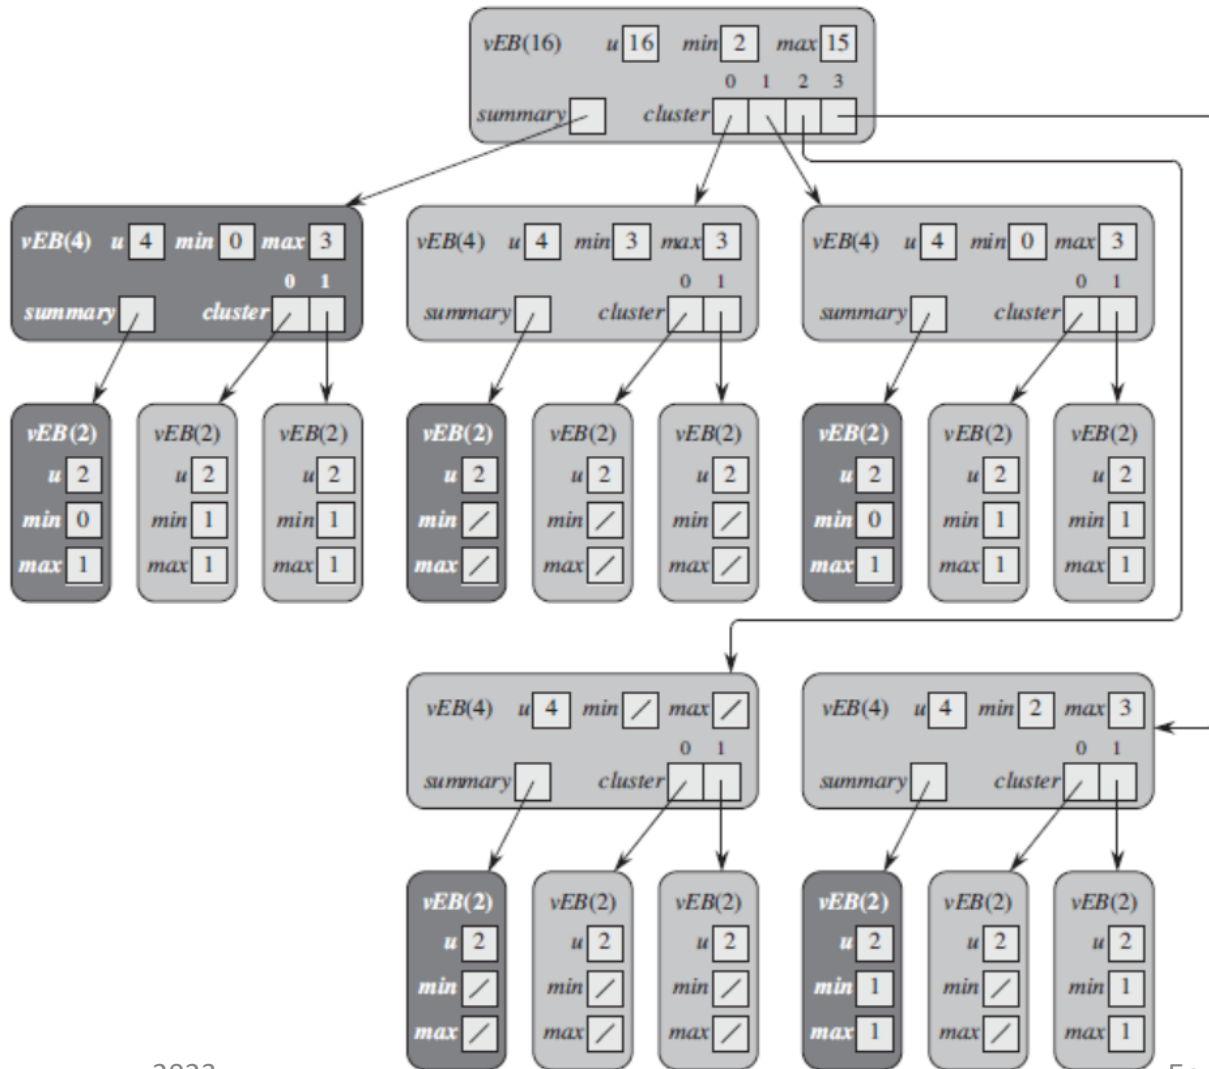 vEB(16) u 16 min 2 max 15
0 1 2 3
summary cluster
vEB(4) u 4 min 0 max 3
0 1
summary cluster
vEB(4) u 4 min 3 max 3
0 1
summary cluster
vEB(4) u 4 min 0 max 3
0 1
summary cluster
vEB(2)
u 2
min 0
max 1
vEB(2)
u 2
min 1
max 1
vEB(2)
u 2
min 1
max 1
vEB(2)
u 2
min /
max /
vEB(2)
u 2
min /
max /
vEB(2)
u 2
min /
max /
vEB(2)
u 2
min 0
max 1
vEB(2)
u 2
min 1
max 1
vEB(2)
u 2
min 1
max 1
vEB(4) u 4 min / max /
0 1
summary cluster
vEB(4) u 4 min 2 max 3
0 1
summary cluster
vEB(2)
u 2
min /
max /
vEB(2)
u 2
min /
max /
vEB(2)
u 2
min /
max /
vEB(2)
u 2
min 1
max 1
vEB(2)
u 2
min /
max /
vEB(2)
u 2
min 1
max 1